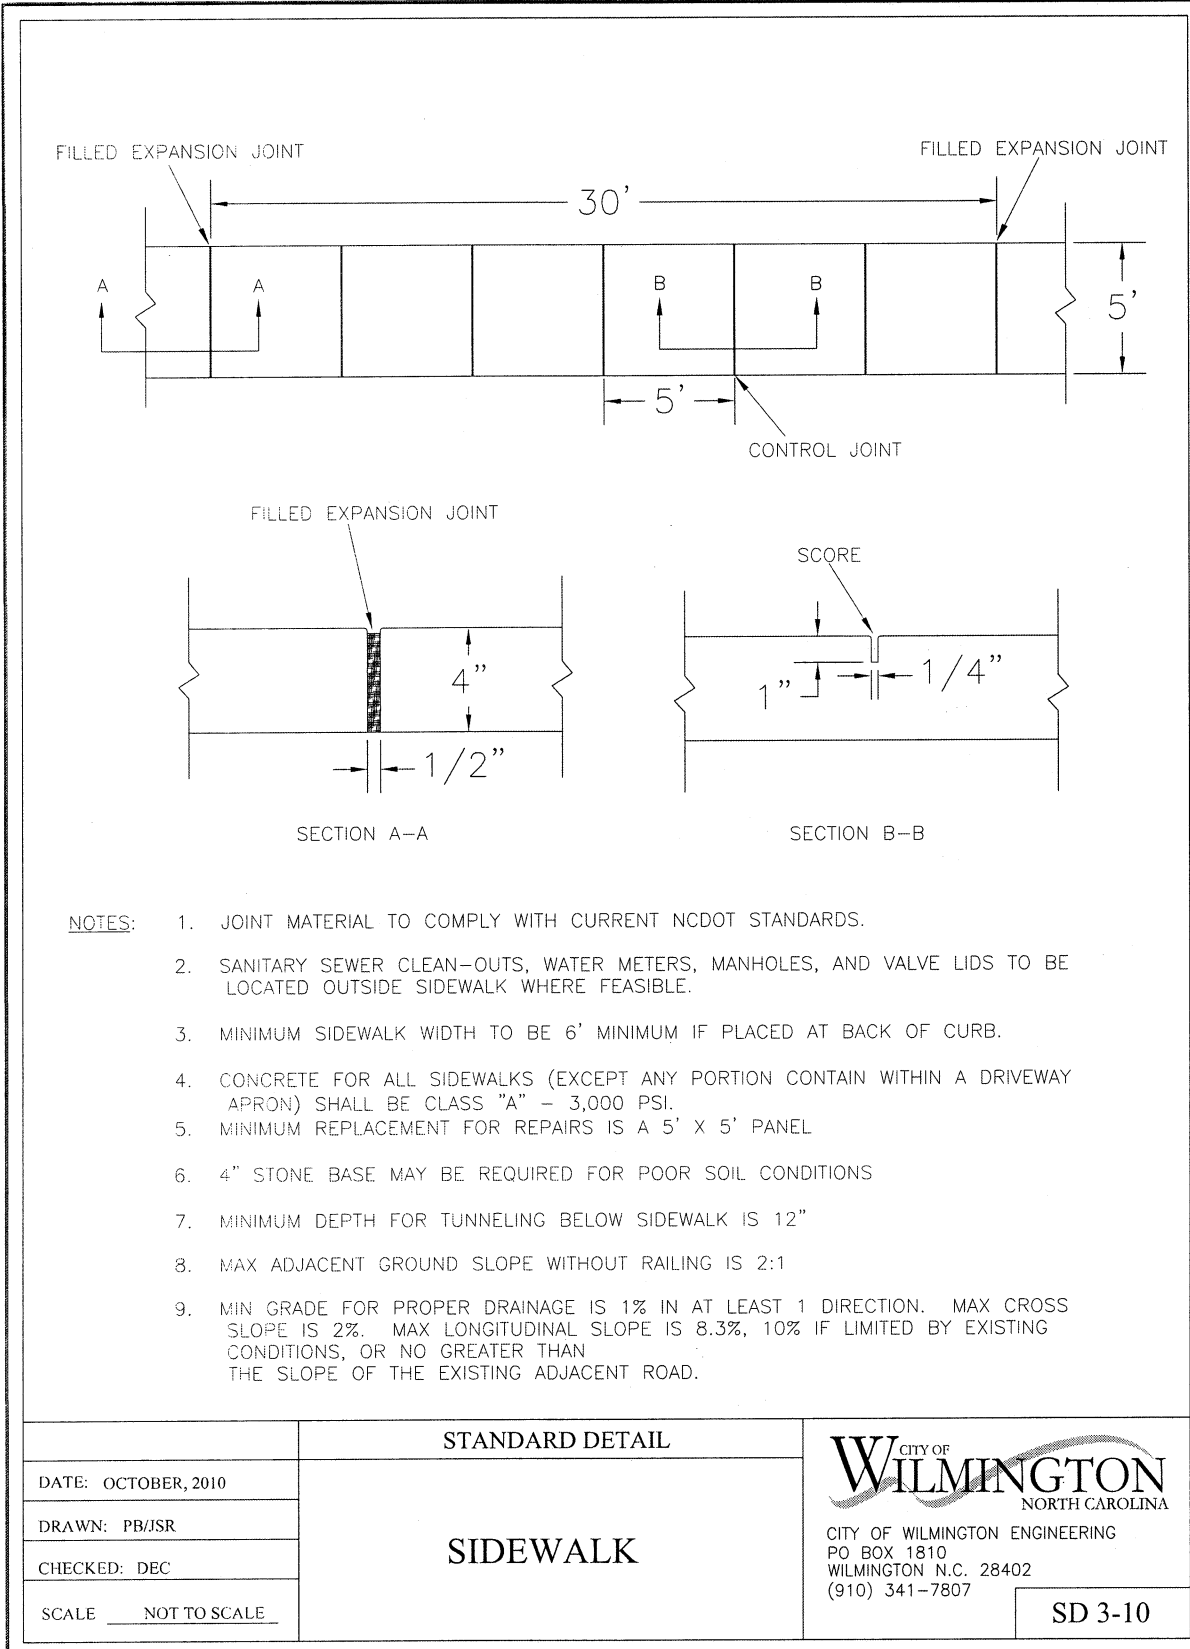 FILLED EXPANSION JOINT
FILLED EXPANSION JOINT
30'
A
A
B
B
5'
5'
CONTROL JOINT
FILLED EXPANSION JOINT
SCORE
4"
1/2"
1"
1/4"
SECTION A-A
SECTION B-B
NOTES:
1. JOINT MATERIAL TO COMPLY WITH CURRENT NCDOT STANDARDS.
2. SANITARY SEWER CLEAN-OUTS, WATER METERS, MANHOLES, AND VALVE LIDS TO BE
LOCATED OUTSIDE SIDEWALK WHERE FEASIBLE.
3. MINIMUM SIDEWALK WIDTH TO BE 6' MINIMUM IF PLACED AT BACK OF CURB.
4. CONCRETE FOR ALL SIDEWALKS (EXCEPT ANY PORTION CONTAIN WITHIN A DRIVEWAY
APRON) SHALL BE CLASS "A" - 3,000 PSI.
5. MINIMUM REPLACEMENT FOR REPAIRS IS A 5' X 5' PANEL
6. 4" STONE BASE MAY BE REQUIRED FOR POOR SOIL CONDITIONS
7. MINIMUM DEPTH FOR TUNNELING BELOW SIDEWALK IS 12"
8. MAX ADJACENT GROUND SLOPE WITHOUT RAILING IS 2:1
9. MIN GRADE FOR PROPER DRAINAGE IS 1% IN AT LEAST 1 DIRECTION. MAX CROSS
SLOPE IS 2%. MAX LONGITUDINAL SLOPE IS 8.3%, 10% IF LIMITED BY EXISTING
CONDITIONS, OR NO GREATER THAN
THE SLOPE OF THE EXISTING ADJACENT ROAD.
DATE: OCTOBER, 2010
DRAWN: PB/JSR
CHECKED: DEC
SCALE NOT TO SCALE
STANDARD DETAIL
SIDEWALK
CITY OF
WILMINGTON
NORTH CAROLINA
CITY OF WILMINGTON ENGINEERING
PO BOX 1810
WILMINGTON N.C. 28402
(910) 341-7807
SD 3-10